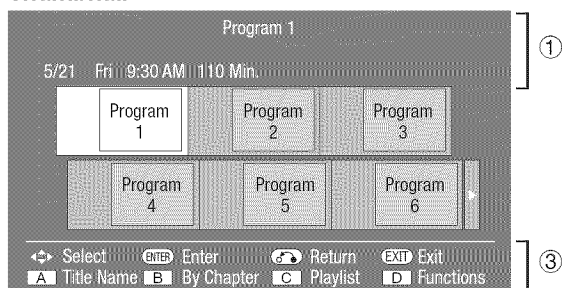 Program 1
①
5/21 Fri 9:30 AM 110 Min.
Program 1
Program 2
Program 3
Program 4
Program 5
Program 6
Select ENTER Enter Return EXIT Exit
③
A Title Name B By Chapter C Playlist D Functions